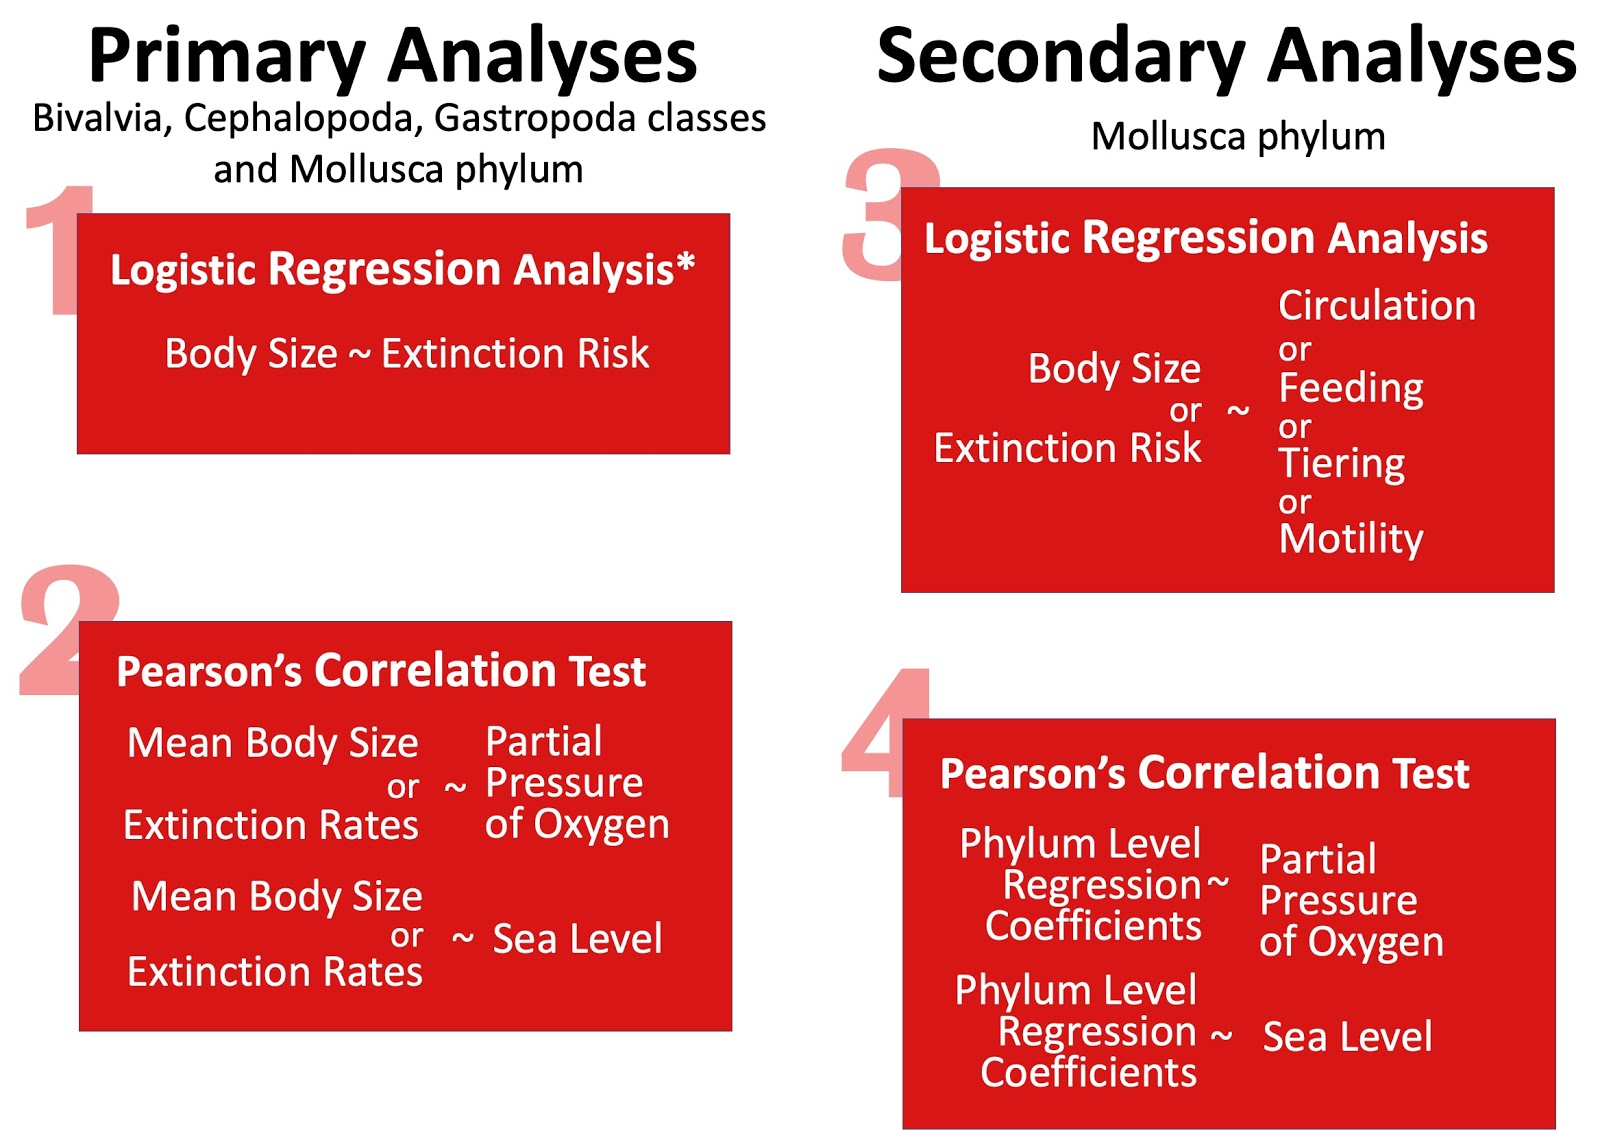 Primary Analyses
Bivalvia, Cephalopoda, Gastropoda classes
and Mollusca phylum
1
Logistic Regression Analysis*
Body Size ~ Extinction Risk
2
Pearson’s Correlation Test
Mean Body Size
or
Extinction Rates
~
Partial
Pressure
of Oxygen
Mean Body Size
or
Extinction Rates
~ Sea Level
Secondary Analyses
Mollusca phylum
3
Logistic Regression Analysis
Body Size
or
Extinction Risk
~
Circulation
or
Feeding
or
Tiering
or
Motility
4
Pearson’s Correlation Test
Phylum Level
Regression
Coefficients
~
Partial
Pressure
of Oxygen
Phylum Level
Regression
Coefficients
~ Sea Level